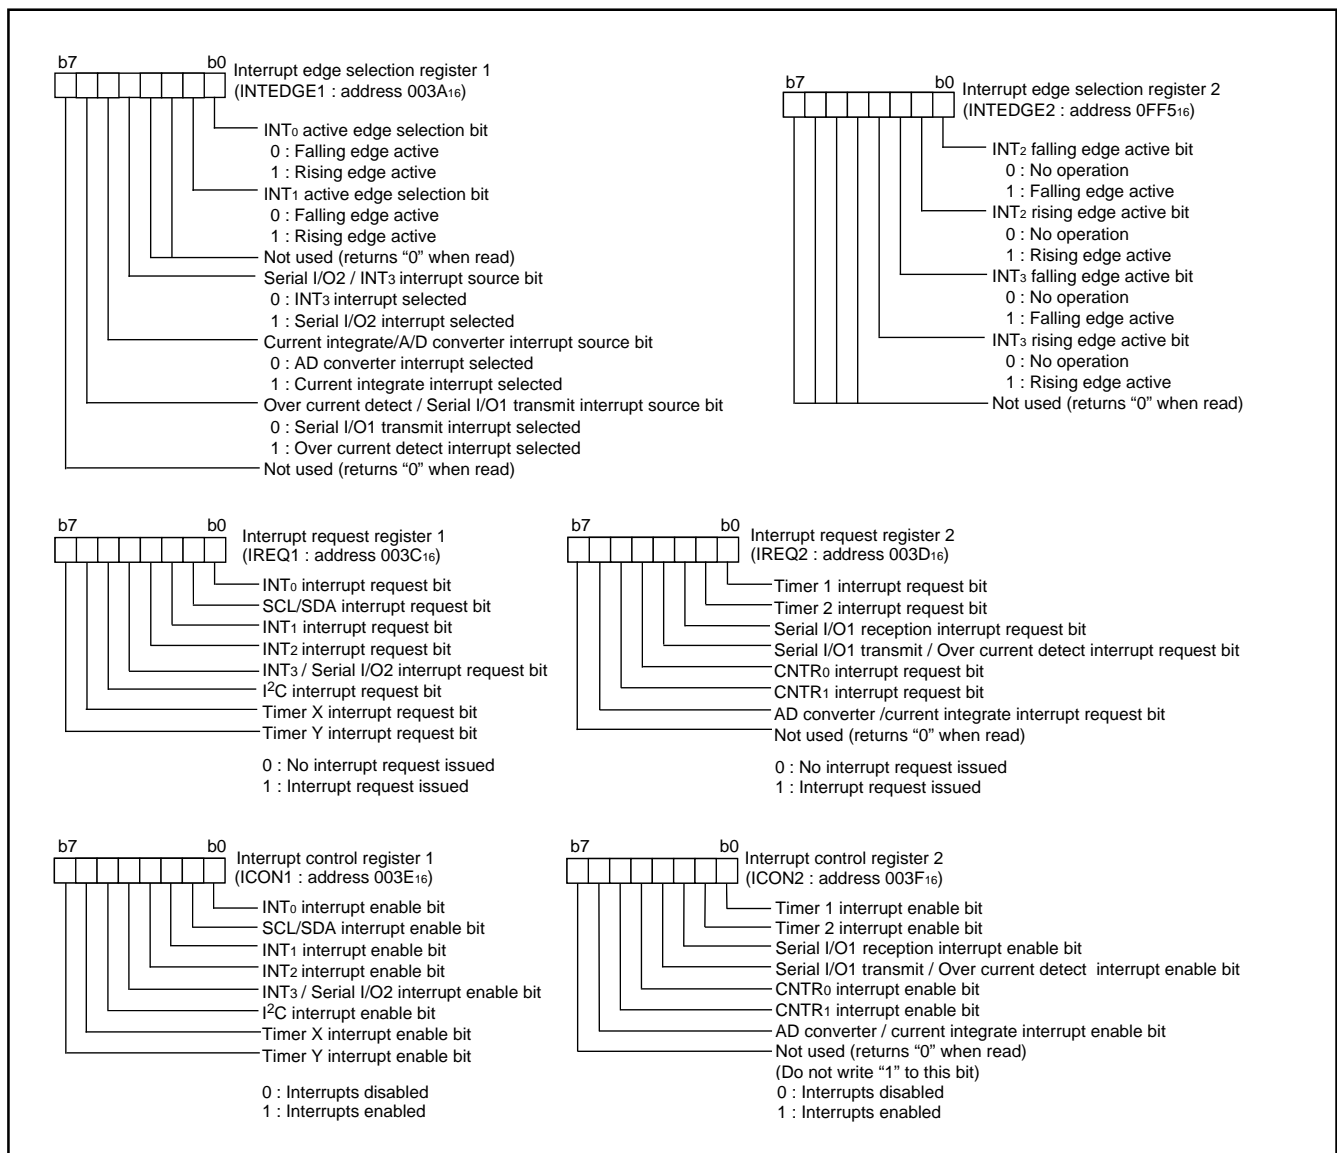 b7 b0
Interrupt edge selection register 1
(INTEDGE1 : address 003A16)
INT0 active edge selection bit
0 : Falling edge active
1 : Rising edge active
INT1 active edge selection bit
0 : Falling edge active
1 : Rising edge active
Not used (returns “0” when read)
Serial I/O2 / INT3 interrupt source bit
0 : INT3 interrupt selected
1 : Serial I/O2 interrupt selected
Current integrate/A/D converter interrupt source bit
0 : AD converter interrupt selected
1 : Current integrate interrupt selected
Over current detect / Serial I/O1 transmit interrupt source bit
0 : Serial I/O1 transmit interrupt selected
1 : Over current detect interrupt selected
Not used (returns “0” when read)
b7 b0
Interrupt edge selection register 2
(INTEDGE2 : address 0FF516)
INT2 falling edge active bit
0 : No operation
1 : Falling edge active
INT2 rising edge active bit
0 : No operation
1 : Rising edge active
INT3 falling edge active bit
0 : No operation
1 : Falling edge active
INT3 rising edge active bit
0 : No operation
1 : Rising edge active
Not used (returns “0” when read)
b7 b0
Interrupt request register 1
(IREQ1 : address 003C16)
INT0 interrupt request bit
SCL/SDA interrupt request bit
INT1 interrupt request bit
INT2 interrupt request bit
INT3 / Serial I/O2 interrupt request bit
I2C interrupt request bit
Timer X interrupt request bit
Timer Y interrupt request bit
0 : No interrupt request issued
1 : Interrupt request issued
b7 b0
Interrupt request register 2
(IREQ2 : address 003D16)
Timer 1 interrupt request bit
Timer 2 interrupt request bit
Serial I/O1 reception interrupt request bit
Serial I/O1 transmit / Over current detect interrupt request bit
CNTR0 interrupt request bit
CNTR1 interrupt request bit
AD converter /current integrate interrupt request bit
Not used (returns “0” when read)
0 : No interrupt request issued
1 : Interrupt request issued
b7 b0
Interrupt control register 1
(ICON1 : address 003E16)
INT0 interrupt enable bit
SCL/SDA interrupt enable bit
INT1 interrupt enable bit
INT2 interrupt enable bit
INT3 / Serial I/O2 interrupt enable bit
I2C interrupt enable bit
Timer X interrupt enable bit
Timer Y interrupt enable bit
0 : Interrupts disabled
1 : Interrupts enabled
b7 b0
Interrupt control register 2
(ICON2 : address 003F16)
Timer 1 interrupt enable bit
Timer 2 interrupt enable bit
Serial I/O1 reception interrupt enable bit
Serial I/O1 transmit / Over current detect interrupt enable bit
CNTR0 interrupt enable bit
CNTR1 interrupt enable bit
AD converter / current integrate interrupt enable bit
Not used (returns “0” when read)
(Do not write “1” to this bit)
0 : Interrupts disabled
1 : Interrupts enabled